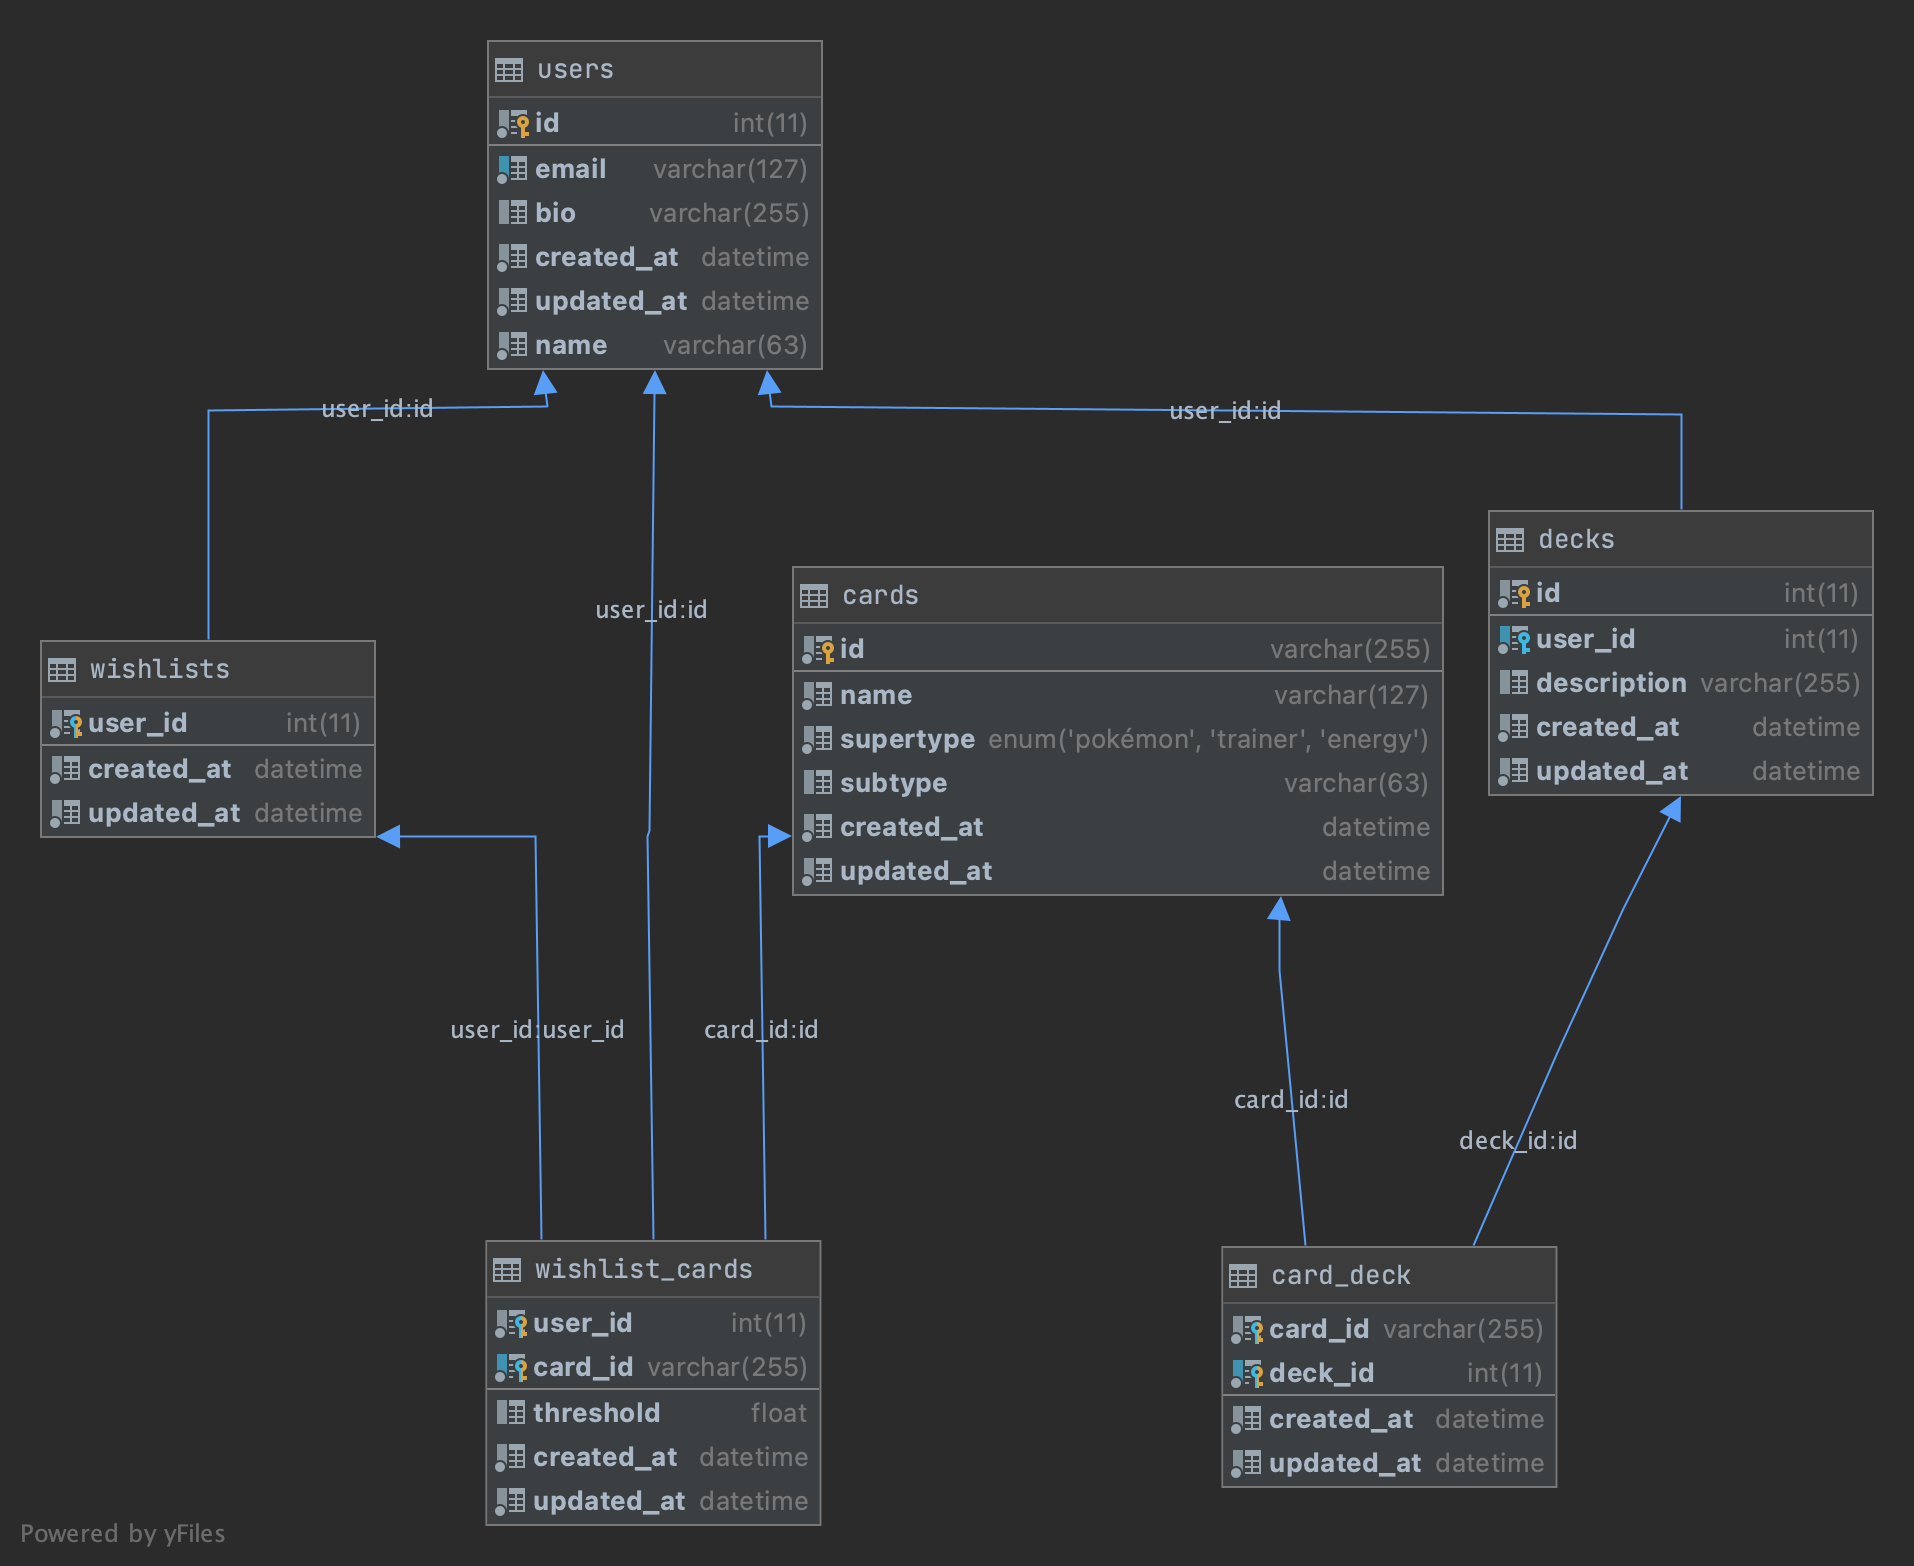 users
id int(11)
email varchar(127)
bio varchar(255)
created_at datetime
updated_at datetime
name varchar(63)
user_id:id
user_id:id
user_id:id
wishlists
user_id int(11)
created_at datetime
updated_at datetime
cards
id varchar(255)
name varchar(127)
supertype enum('pokémon', 'trainer', 'energy')
subtype varchar(63)
created_at datetime
updated_at datetime
decks
id int(11)
user_id int(11)
description varchar(255)
created_at datetime
updated_at datetime
user_id:user_id
card_id:id
card_id:id
deck_id:id
wishlist_cards
user_id int(11)
card_id varchar(255)
threshold float
created_at datetime
updated_at datetime
card_deck
card_id varchar(255)
deck_id int(11)
created_at datetime
updated_at datetime
Powered by yFiles